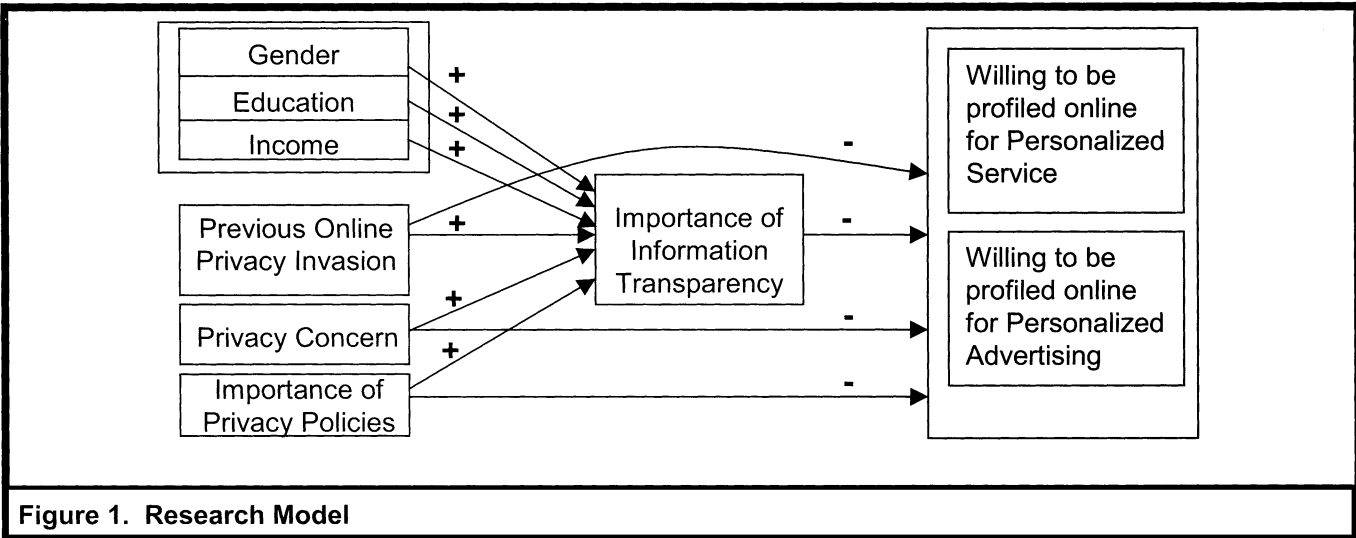 Gender
Education
Income
+
+
+
Previous Online
Privacy Invasion
+
Privacy Concern
+
Importance of
Privacy Policies
+
Importance of
Information
Transparency
-
-
-
-
Willing to be
profiled online
for Personalized
Service
Willing to be
profiled online
for Personalized
Advertising
Figure 1. Research Model